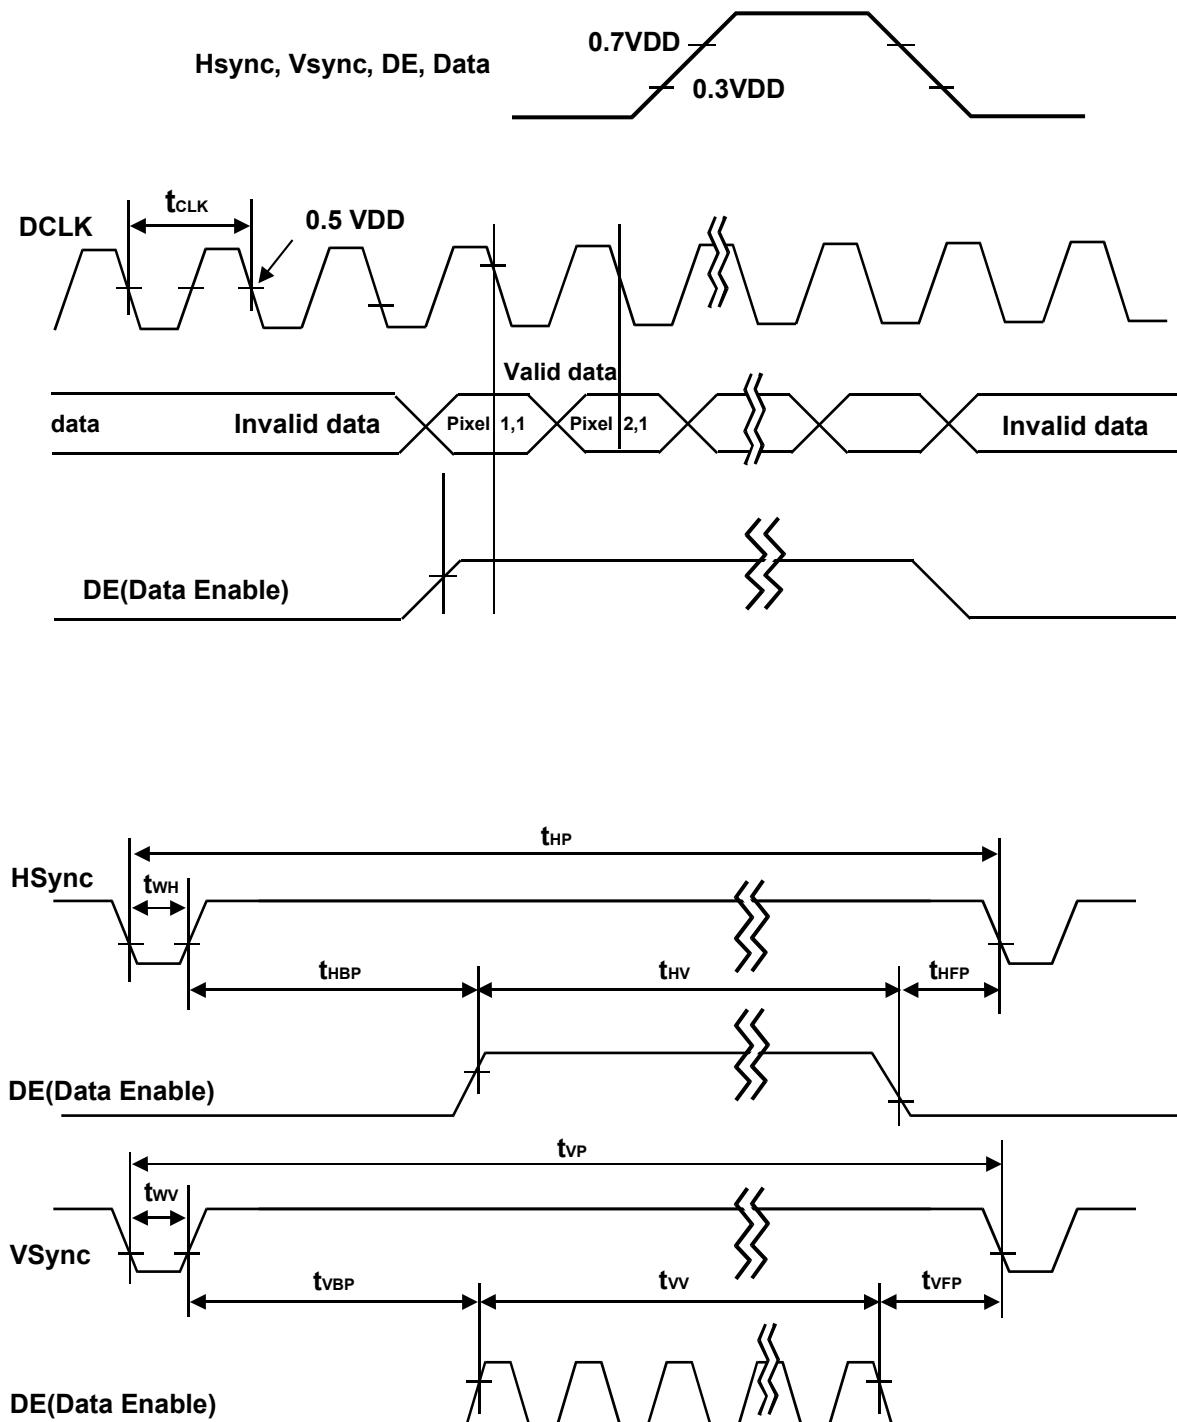 0.7VDD
Hsync, Vsync, DE, Data
0.3VDD
tCLK
DCLK
0.5 VDD
Valid data
data
Invalid data
Pixel 1,1
Pixel 2,1
Invalid data
DE(Data Enable)
tHP
HSync
tWH
tHBP
tHV
tHFP
DE(Data Enable)
tVP
tWV
VSync
tVBP
tVV
tVFP
DE(Data Enable)